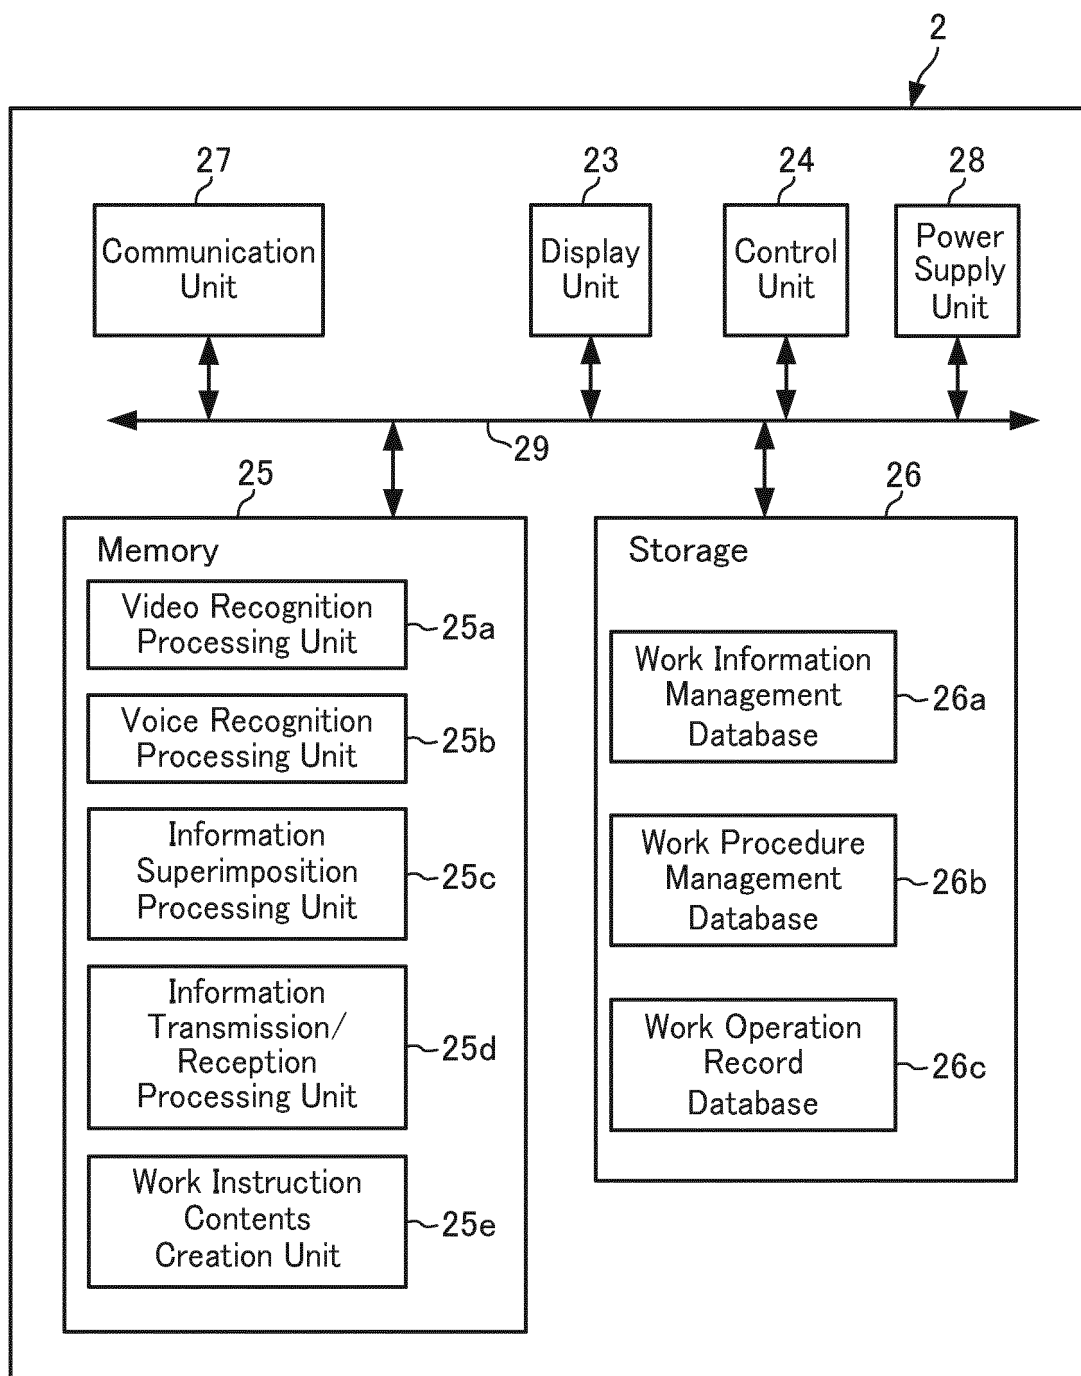 2
27
23
24
28
Communication
Unit
Display
Unit
Control
Unit
Power
Supply
Unit
29
25
26
Memory
Video Recognition
Processing Unit
25a
Voice Recognition
Processing Unit
25b
Information
Superimposition
Processing Unit
25c
Information
Transmission/
Reception
Processing Unit
25d
Work Instruction
Contents
Creation Unit
25e
Storage
Work Information
Management
Database
26a
Work Procedure
Management
Database
26b
Work Operation
Record
Database
26c